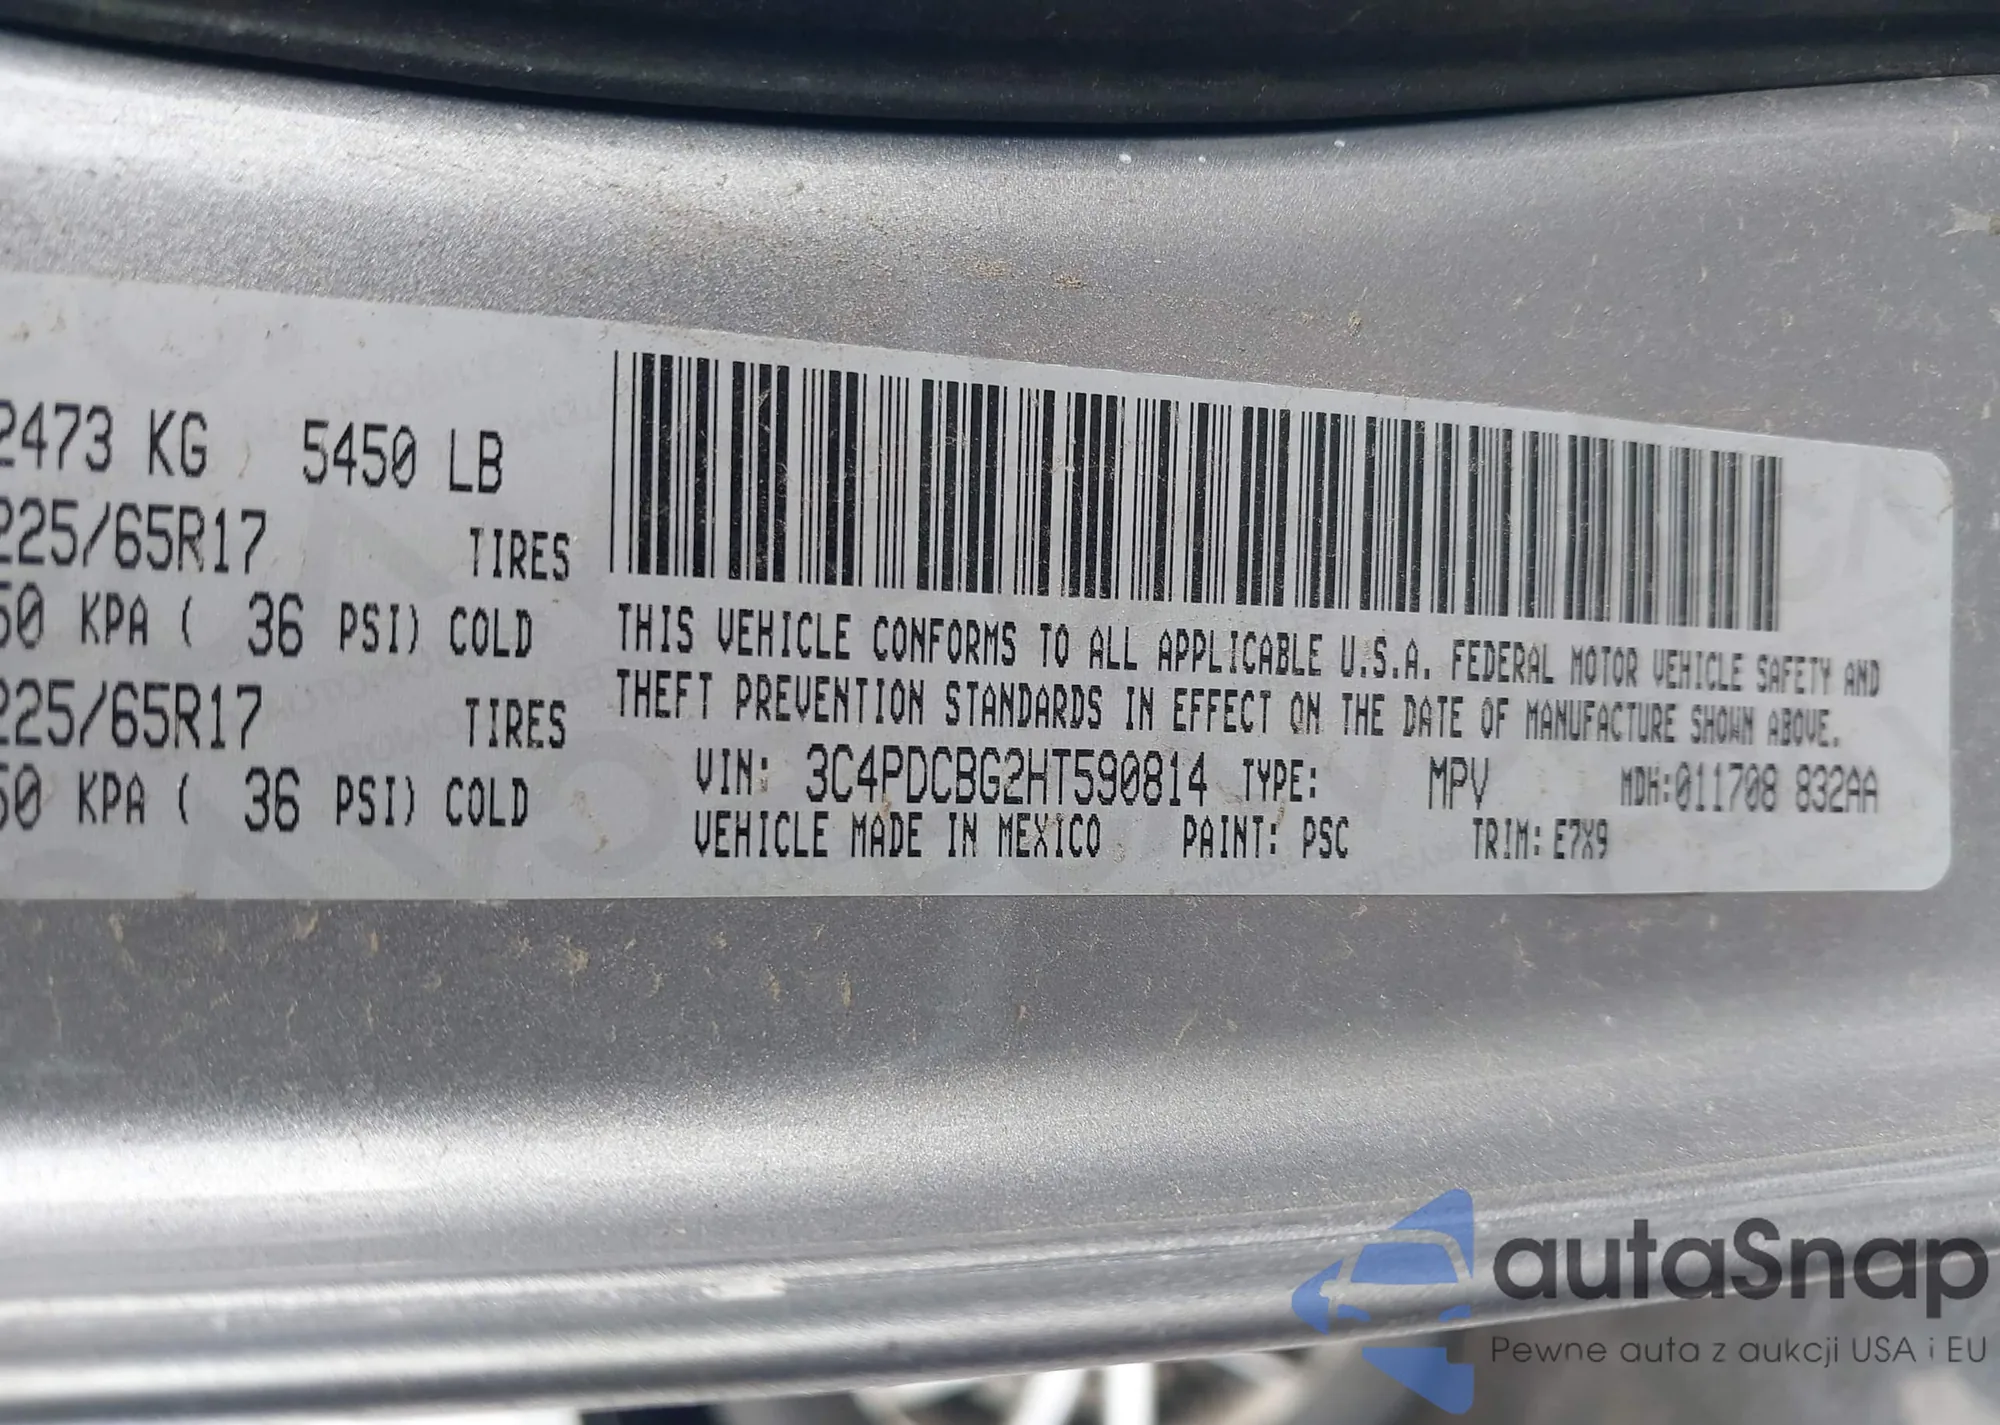 2473 KG 5450 LB
225/65R17 TIRES
50 KPA ( 36 PSI) COLD
225/65R17 TIRES
50 KPA ( 36 PSI) COLD
THIS VEHICLE CONFORMS TO ALL APPLICABLE U.S.A. FEDERAL MOTOR VEHICLE SAFETY AND
THEFT PREVENTION STANDARDS IN EFFECT ON THE DATE OF MANUFACTURE SHOWN ABOVE.
VIN: 3C4PDCBG2HT590814 TYPE: MPV MDH:011708 832AA
VEHICLE MADE IN MEXICO PAINT: PSC TRIM: E7X9
autaSnap
Pewne auta z aukcji USA i EU